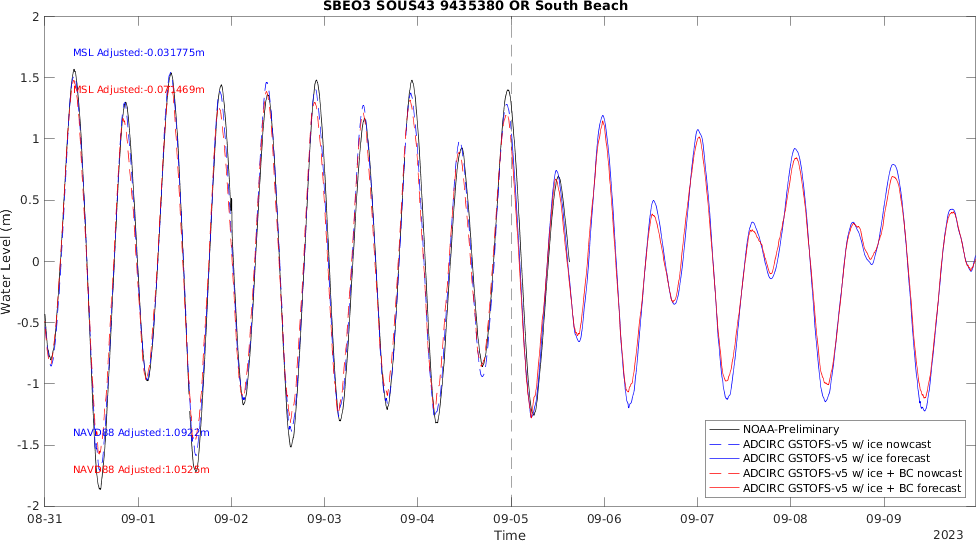 SBEO3 SOUS43 9435380 OR South Beach
2
1.5
1
0.5
0
-0.5
-1
-1.5
-2
Water Level (m)
MSL Adjusted:-0.031775m
MSL Adjusted:-0.071469m
NAVD88 Adjusted:1.0922m
NAVD88 Adjusted:1.0525m
NOAA-Preliminary
ADCIRC GSTOFS-v5 w/ ice nowcast
ADCIRC GSTOFS-v5 w/ ice forecast
ADCIRC GSTOFS-v5 w/ ice + BC nowcast
ADCIRC GSTOFS-v5 w/ ice + BC forecast
08-31 09-01 09-02 09-03 09-04 09-05 09-06 09-07 09-08 09-09
Time
2023